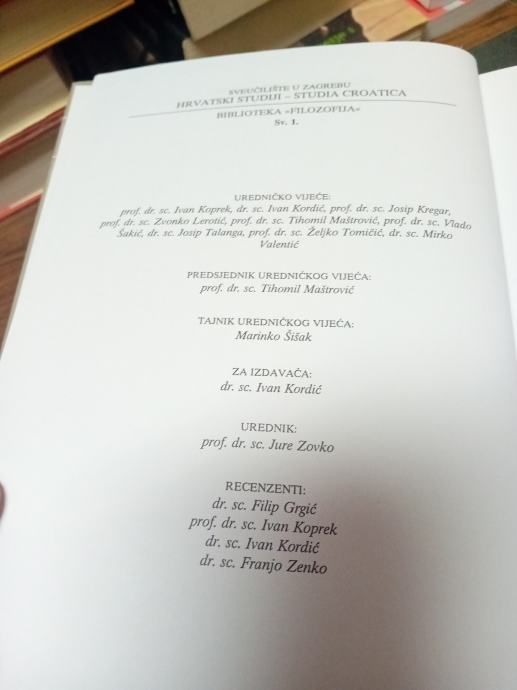 SVEUČILIŠTE U ZAGREBU
HRVATSKI STUDIJI – STUDIA CROATICA
BIBLIOTEKA »FILOZOFIJA«
Sv. 1.
UREDNIČKO VIJEĆE:
prof. dr. sc. Ivan Koprek, dr. sc. Ivan Kordić, prof. dr. sc. Josip Kregar,
prof. dr. sc. Zvonko Lerotić, prof. dr. sc. Tihomil Maštrović, prof. dr. sc. Vlado
Šakić, dr. sc. Josip Talanga, prof. dr. sc. Željko Tomičić, dr. sc. Mirko
Valentić
PREDSJEDNIK UREDNIČKOG VIJEĆA:
prof. dr. sc. Tihomil Maštrović
TAJNIK UREDNIČKOG VIJEĆA:
Marinko Šišak
ZA IZDAVAČA:
dr. sc. Ivan Kordić
UREDNIK:
prof. dr. sc. Jure Zovko
RECENZENTI:
dr. sc. Filip Grgić
prof. dr. sc. Ivan Koprek
dr. sc. Ivan Kordić
dr. sc. Franjo Zenko